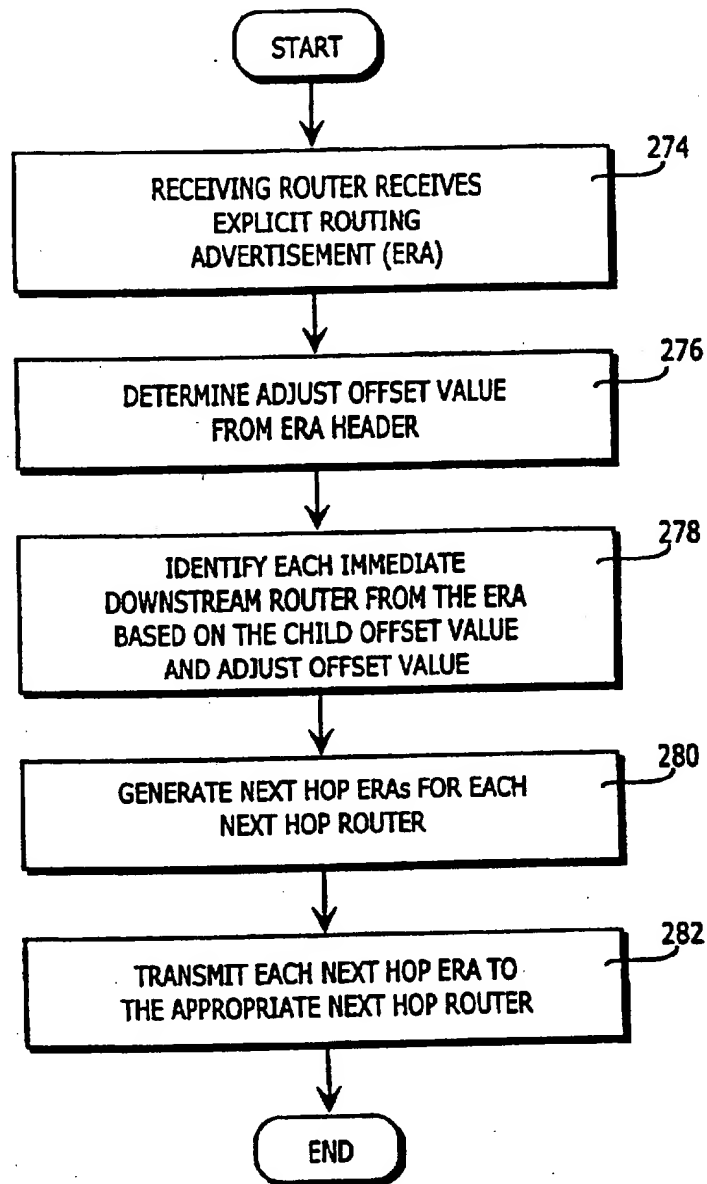 START
274
RECEIVING ROUTER RECEIVES
EXPLICIT ROUTING
ADVERTISEMENT (ERA)
276
DETERMINE ADJUST OFFSET VALUE
FROM ERA HEADER
278
IDENTIFY EACH IMMEDIATE
DOWNSTREAM ROUTER FROM THE ERA
BASED ON THE CHILD OFFSET VALUE
AND ADJUST OFFSET VALUE
280
GENERATE NEXT HOP ERAs FOR EACH
NEXT HOP ROUTER
282
TRANSMIT EACH NEXT HOP ERA TO
THE APPROPRIATE NEXT HOP ROUTER
END